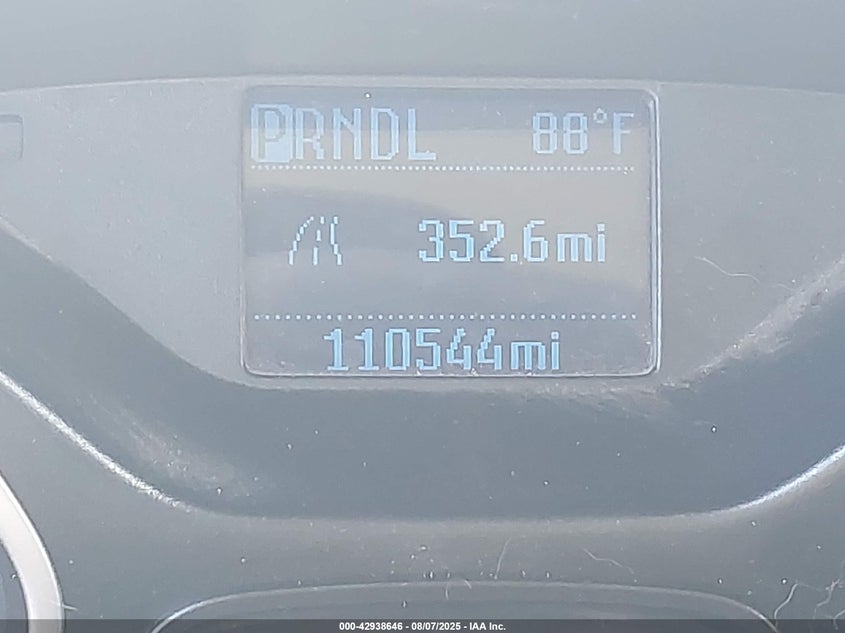 PRNDL 88°F
352.6mi
110544mi
000-42938646 - 08/07/2025 - IAA Inc.